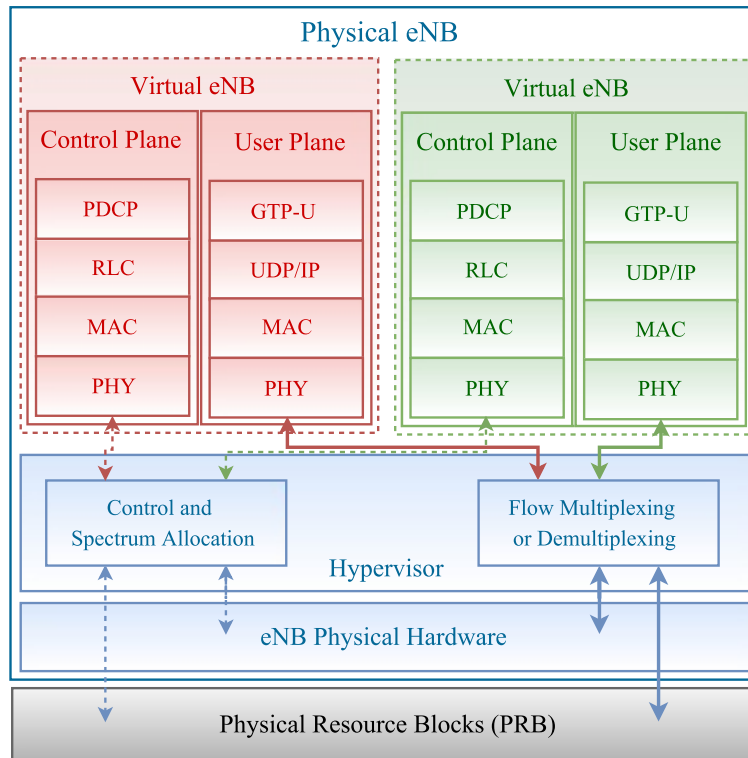 Physical eNB
Virtual eNB
Control Plane
PDCP
RLC
MAC
PHY
User Plane
GTP-U
UDP/IP
MAC
PHY
Virtual eNB
Control Plane
PDCP
RLC
MAC
PHY
User Plane
GTP-U
UDP/IP
MAC
PHY
Control and
Spectrum Allocation
Flow Multiplexing
or Demultiplexing
Hypervisor
eNB Physical Hardware
Physical Resource Blocks (PRB)